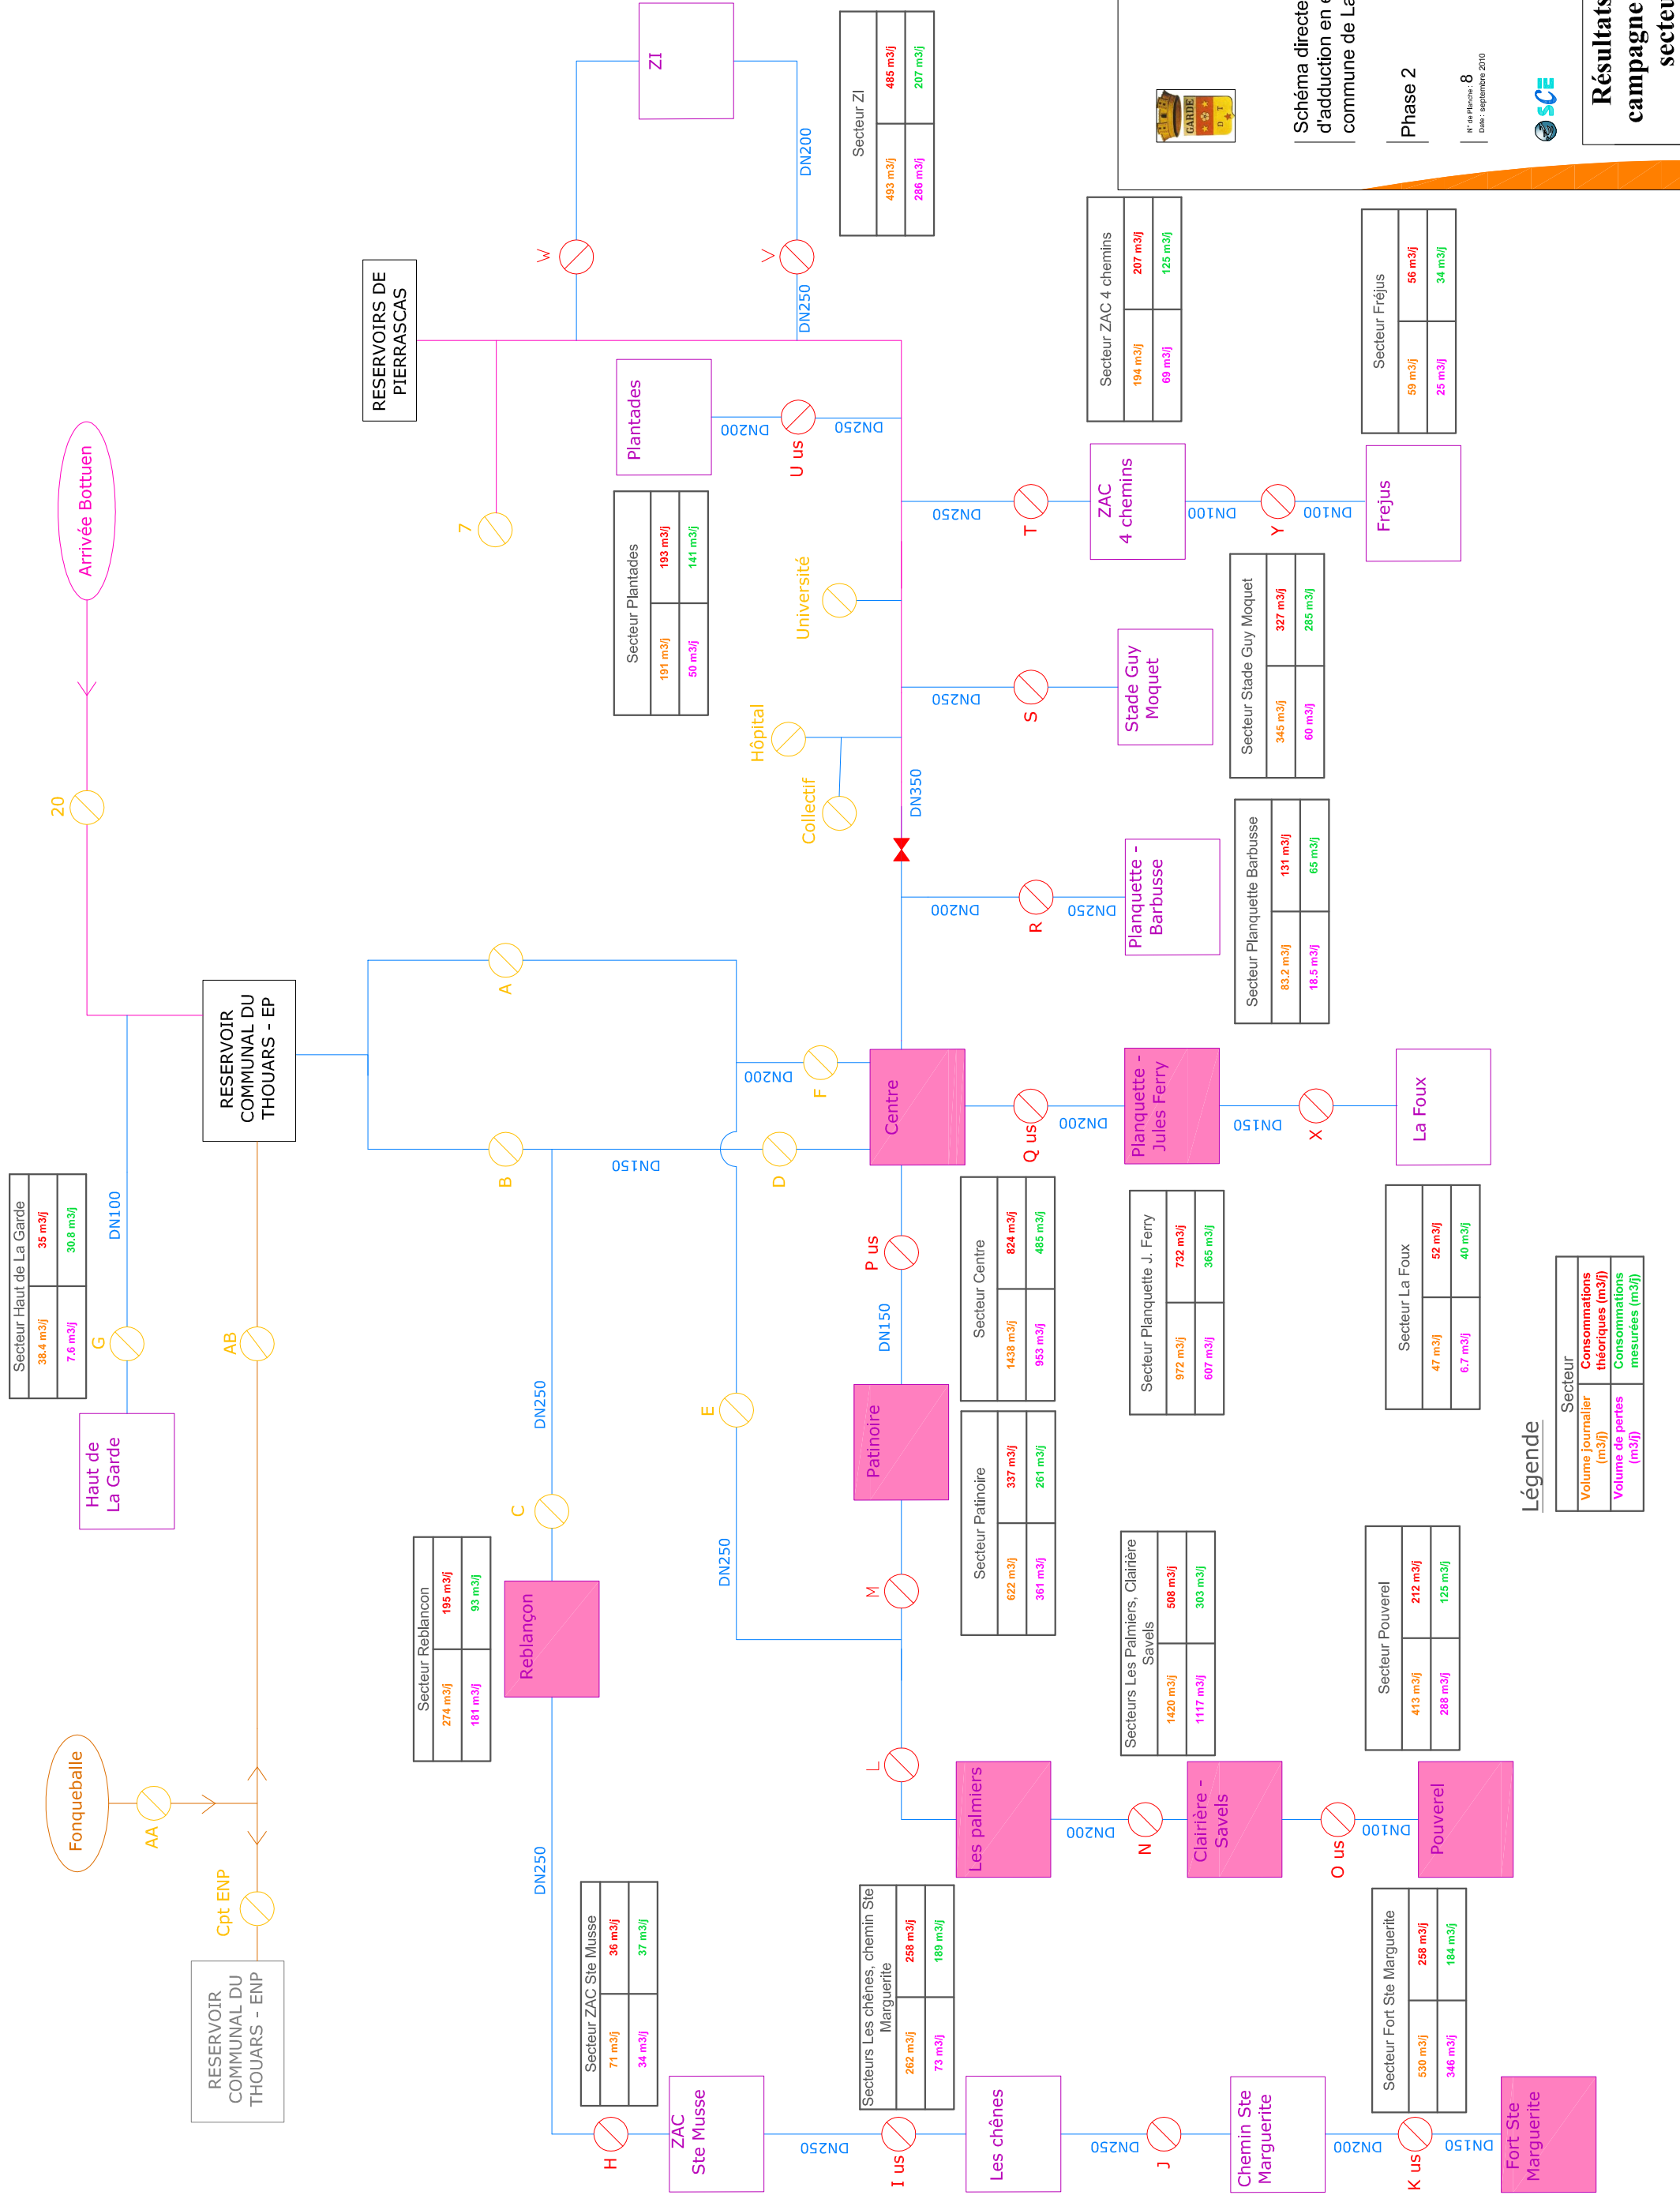 Arrivée Bottuen
20
RESERVOIR
COMMUNAL DU
THOUARS - EP
Secteur Haut de La Garde
38.4 m3/j
35 m3/j
7,6 m3/j
30.8 m3/j
DN100
G
Haut de
La Garde
AB
Fonqueballe
AA
Cpt ENP
RESERVOIR
COMMUNAL DU
THOUARS - ENP
RESERVOIRS DE
PIERRASCAS
7
W
V
DN250
DN200
ZI
Secteur ZI
493 m3/j
485 m3/j
286 m3/j
207 m3/j
Plantades
DN200
U us
DN250
Secteur Plantades
191 m3/j
193 m3/j
50 m3/j
141 m3/j
Université
Hôpital
Collectif
DN350
A
B
DN150
D
F
DN200
E
DN250
C
DN250
Reblançon
Secteur Reblancon
274 m3/j
195 m3/j
181 m3/j
93 m3/j
DN250
H
ZAC
Ste Musse
Secteur ZAC Ste Musse
71 m3/j
36 m3/j
34 m3/j
37 m3/j
DN250
I us
Les chênes
Secteurs Les chênes, chemin Ste
Marguerite
262 m3/j
258 m3/j
73 m3/j
189 m3/j
DN250
J
Chemin Ste
Marguerite
DN200
K us
DN150
Fort Ste
Marguerite
Secteur Fort Ste Marguerite
530 m3/j
258 m3/j
346 m3/j
184 m3/j
L
M
Les palmiers
DN200
N
Clairière -
Savels
O us
DN100
Pouverel
Secteurs Les Palmiers, Clairière
Savels
1420 m3/j
508 m3/j
1117 m3/j
303 m3/j
Secteur Pouverel
413 m3/j
212 m3/j
288 m3/j
125 m3/j
Patinoire
DN150
P us
Secteur Patinoire
622 m3/j
337 m3/j
361 m3/j
261 m3/j
Centre
Secteur Centre
1438 m3/j
824 m3/j
953 m3/j
485 m3/j
Q us
DN200
Planquette -
Jules Ferry
Secteur Planquette J. Ferry
972 m3/j
732 m3/j
607 m3/j
365 m3/j
DN150
X
La Foux
Secteur La Foux
47 m3/j
52 m3/j
6.7 m3/j
40 m3/j
DN200
R
DN250
Planquette -
Barbusse
Secteur Planquette Barbusse
83.2 m3/j
131 m3/j
18.5 m3/j
65 m3/j
DN250
S
Stade Guy
Moquet
Secteur Stade Guy Moquet
345 m3/j
327 m3/j
60 m3/j
285 m3/j
DN250
T
ZAC
4 chemins
Secteur ZAC 4 chemins
194 m3/j
207 m3/j
69 m3/j
125 m3/j
DN100
Y
DN100
Frejus
Secteur Fréjus
59 m3/j
56 m3/j
25 m3/j
34 m3/j
Légende
Secteur
Volume journalier
(m3/j)
Consommations
théoriques (m3/j)
Volume de pertes
(m3/j)
Consommations
mesurées (m3/j)
GARDE
D T
Schéma directe
d'adduction en e
commune de La
Phase 2
N° de Planche : 8
Date : septembre 2010
SCE
Résultats
campagne
secteu